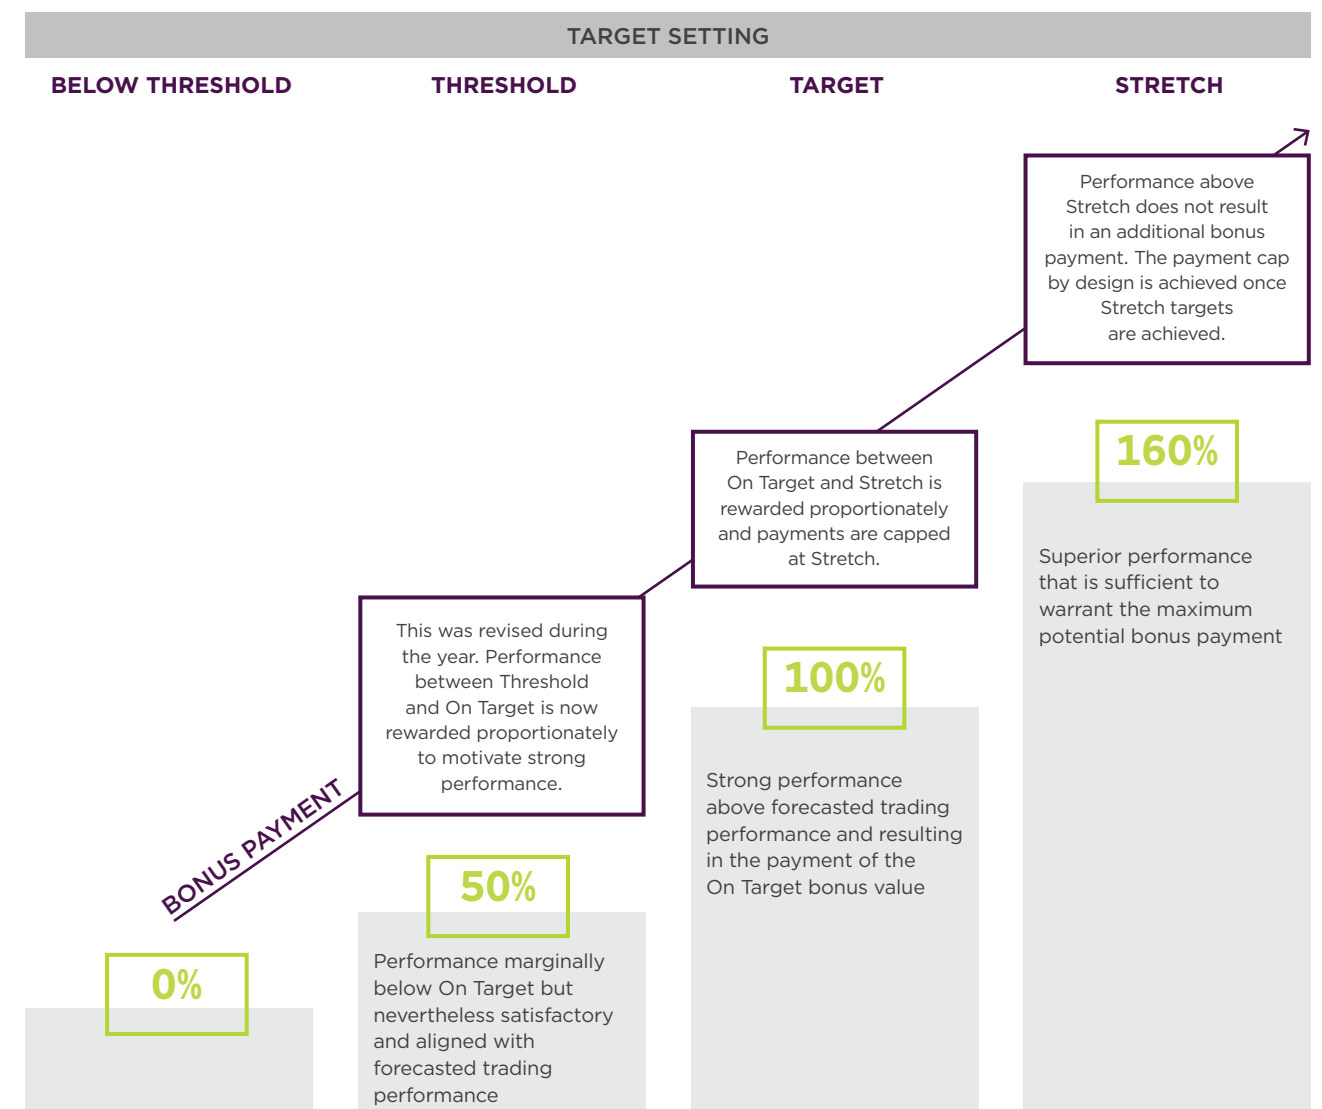 TARGET SETTING
BELOW THRESHOLD
THRESHOLD
TARGET
STRETCH
Performance above
Stretch does not result
in an additional bonus
payment. The payment cap
by design is achieved once
Stretch targets
are achieved.
Performance between
On Target and Stretch is
rewarded proportionately
and payments are capped
at Stretch.
This was revised during
the year. Performance
between Threshold
and On Target is now
rewarded proportionately
to motivate strong
performance.
BONUS PAYMENT
0%
50%
Performance marginally
below On Target but
nevertheless satisfactory
and aligned with
forecasted trading
performance
100%
Strong performance
above forecasted trading
performance and resulting
in the payment of the
On Target bonus value
160%
Superior performance
that is sufficient to
warrant the maximum
potential bonus payment